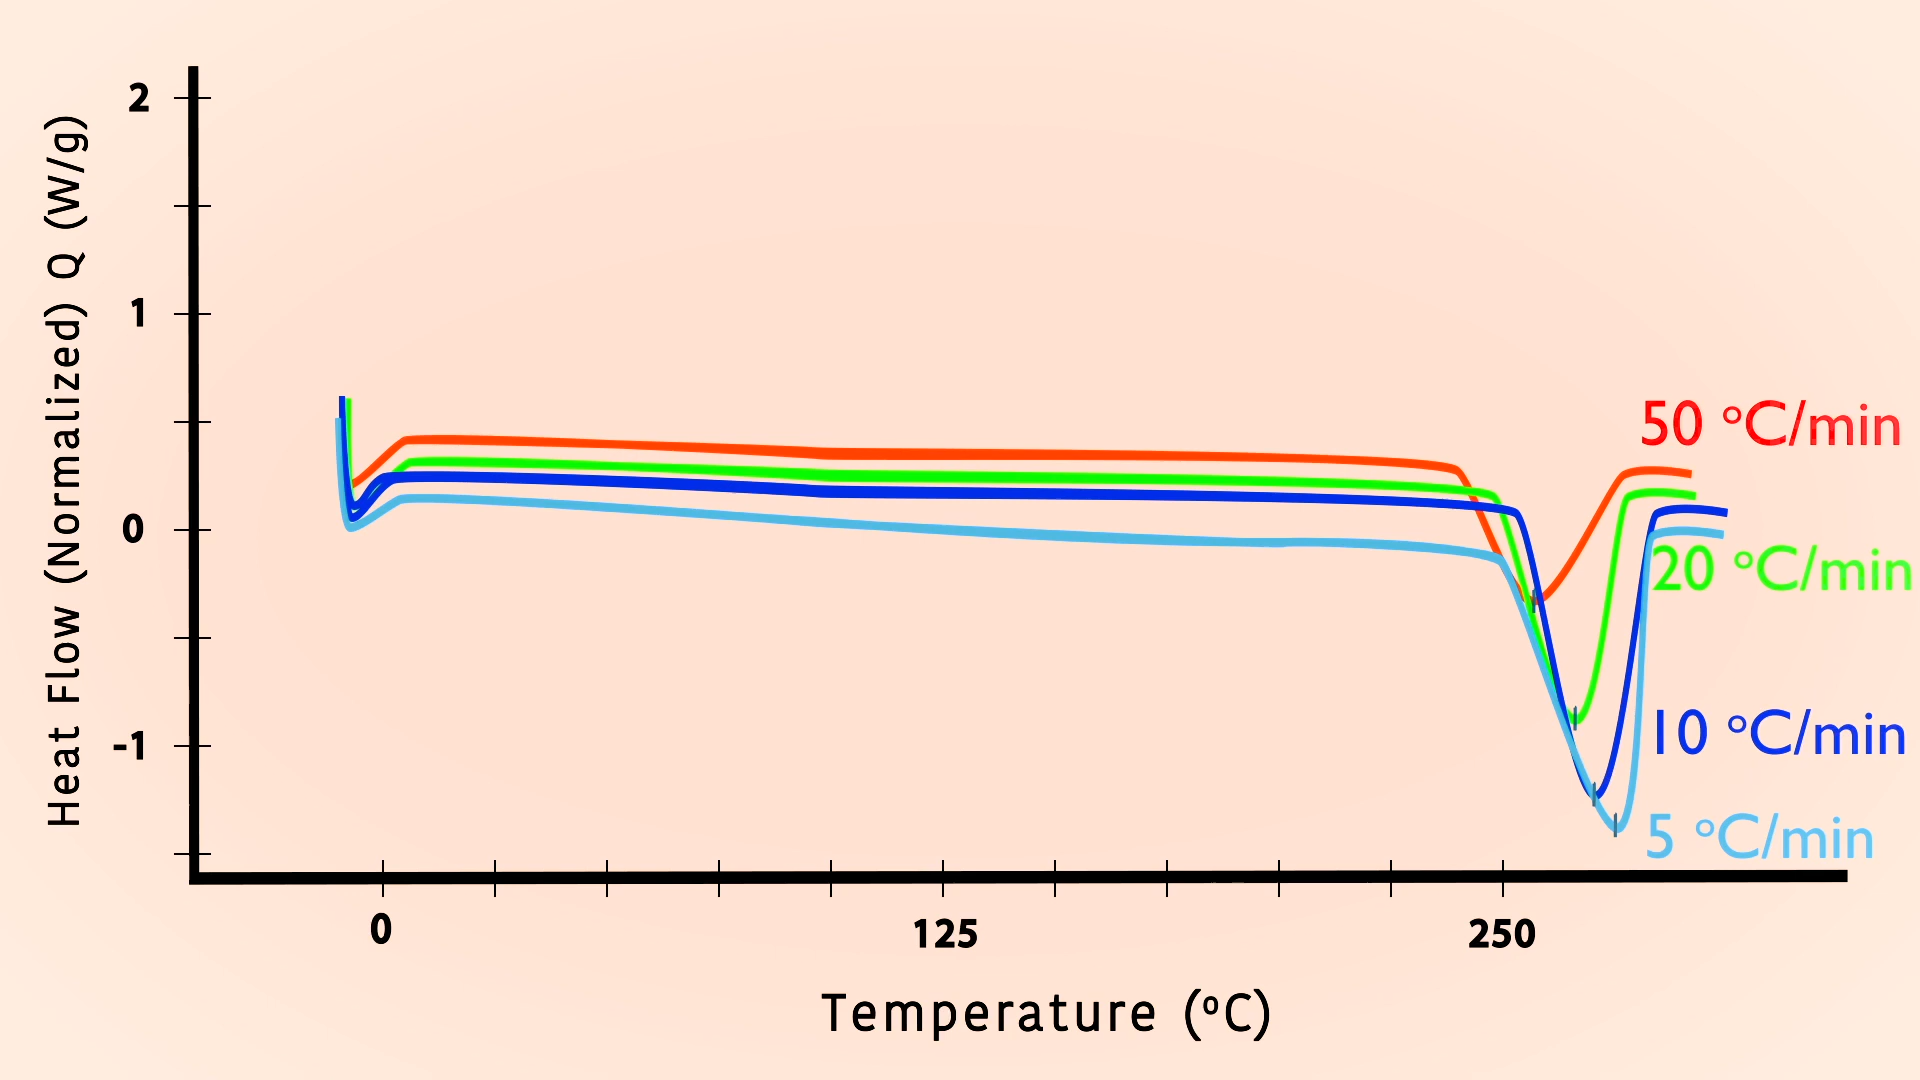 Heat Flow (Normalized) Q (W/g)
2
1
0
-1
50 °C/min
20 °C/min
10 °C/min
5 °C/min
0 125 250
Temperature (°C)